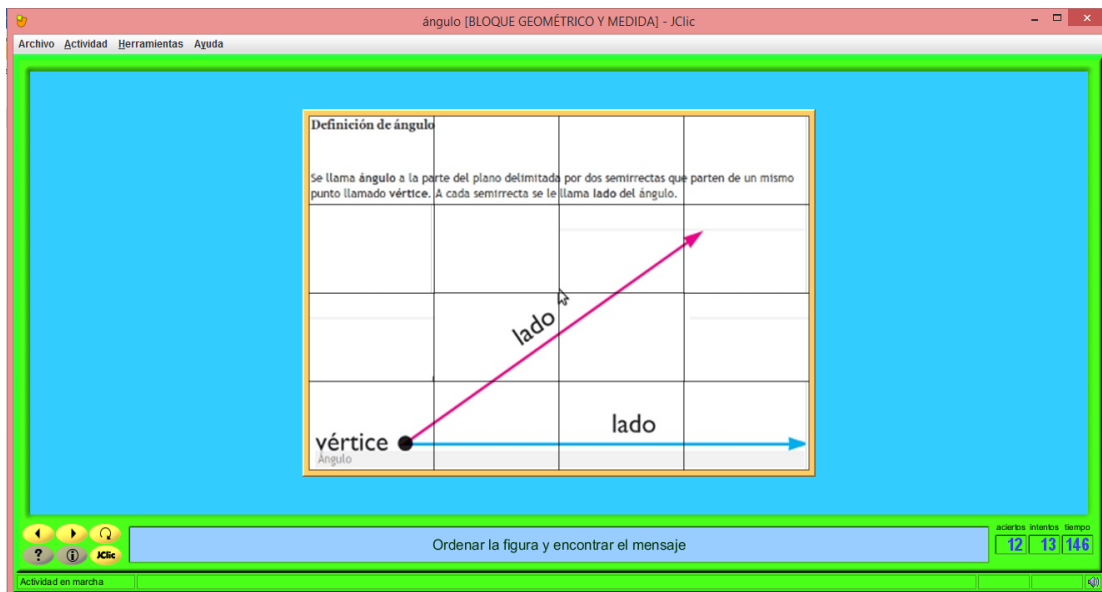 ángulo [BLOQUE GEOMÉTRICO Y MEDIDA] - JClic
Archivo Actividad Herramientas Ayuda
Definición de ángulo
Se llama ángulo a la parte del plano delimitada por dos semirrectas que parten de un mismo
punto llamado vértice. A cada semirrecta se le llama lado del ángulo.
lado
lado
vértice
Ángulo
Ordenar la figura y encontrar el mensaje
aciertos intentos tiempo
12 13 146
? i JClic
Actividad en marcha